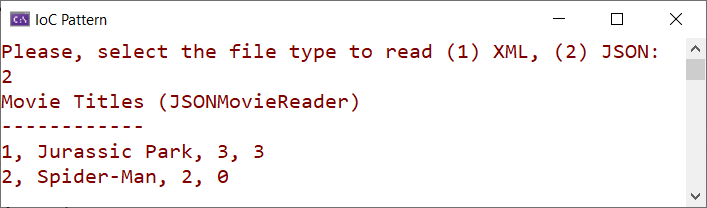 IoC Pattern
Please, select the file type to read (1) XML, (2) JSON:
2
Movie Titles (JSONMovieReader)
------------
1, Jurassic Park, 3, 3
2, Spider-Man, 2, 0